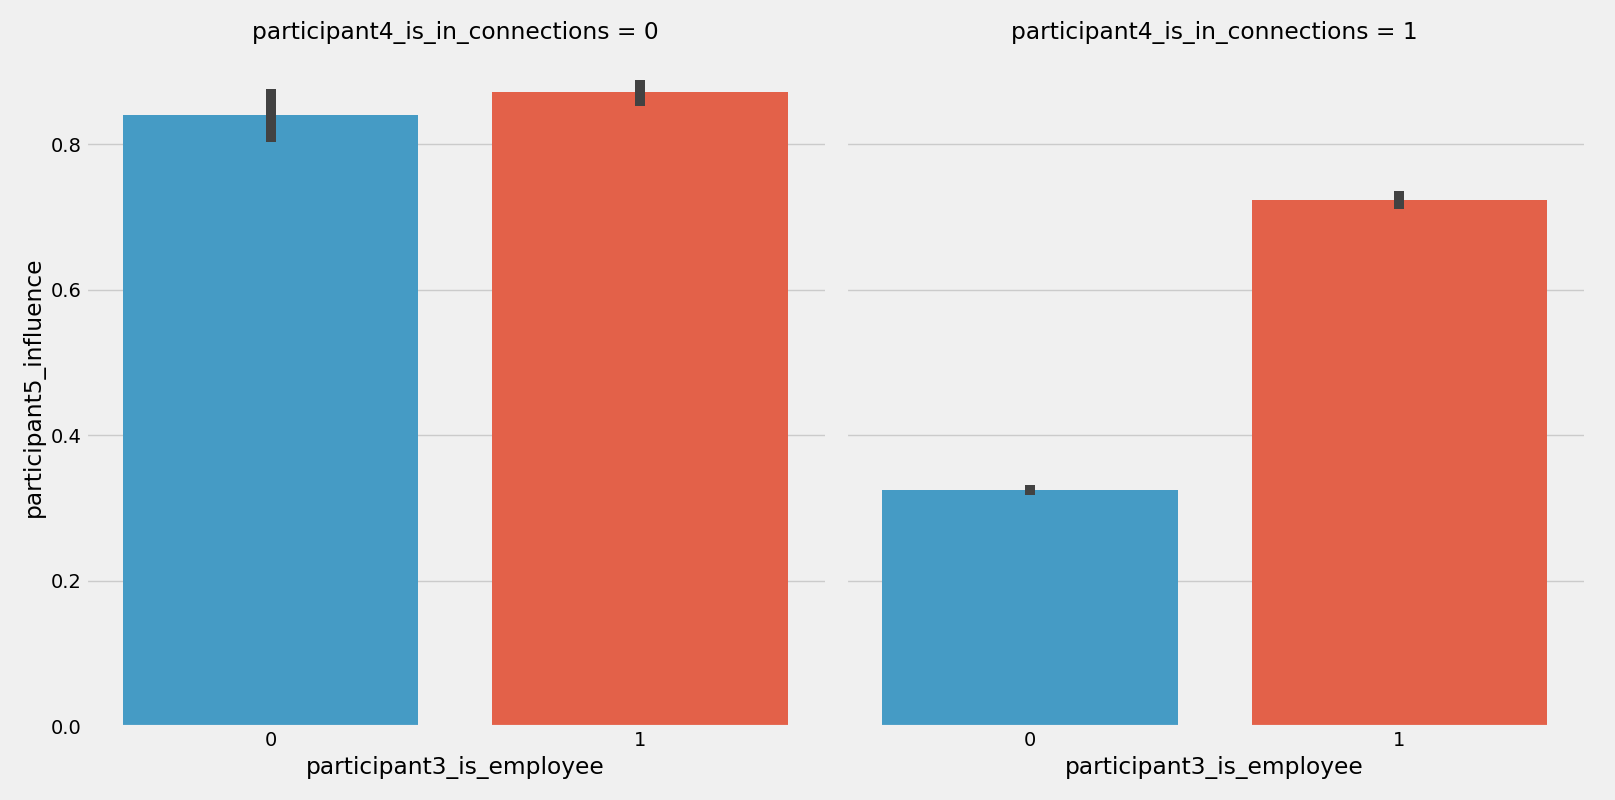 participant4_is_in_connections = 0
participant4_is_in_connections = 1
participant5_influence
0.8
0.6
0.4
0.2
0.0
0 1
0 1
participant3_is_employee
participant3_is_employee